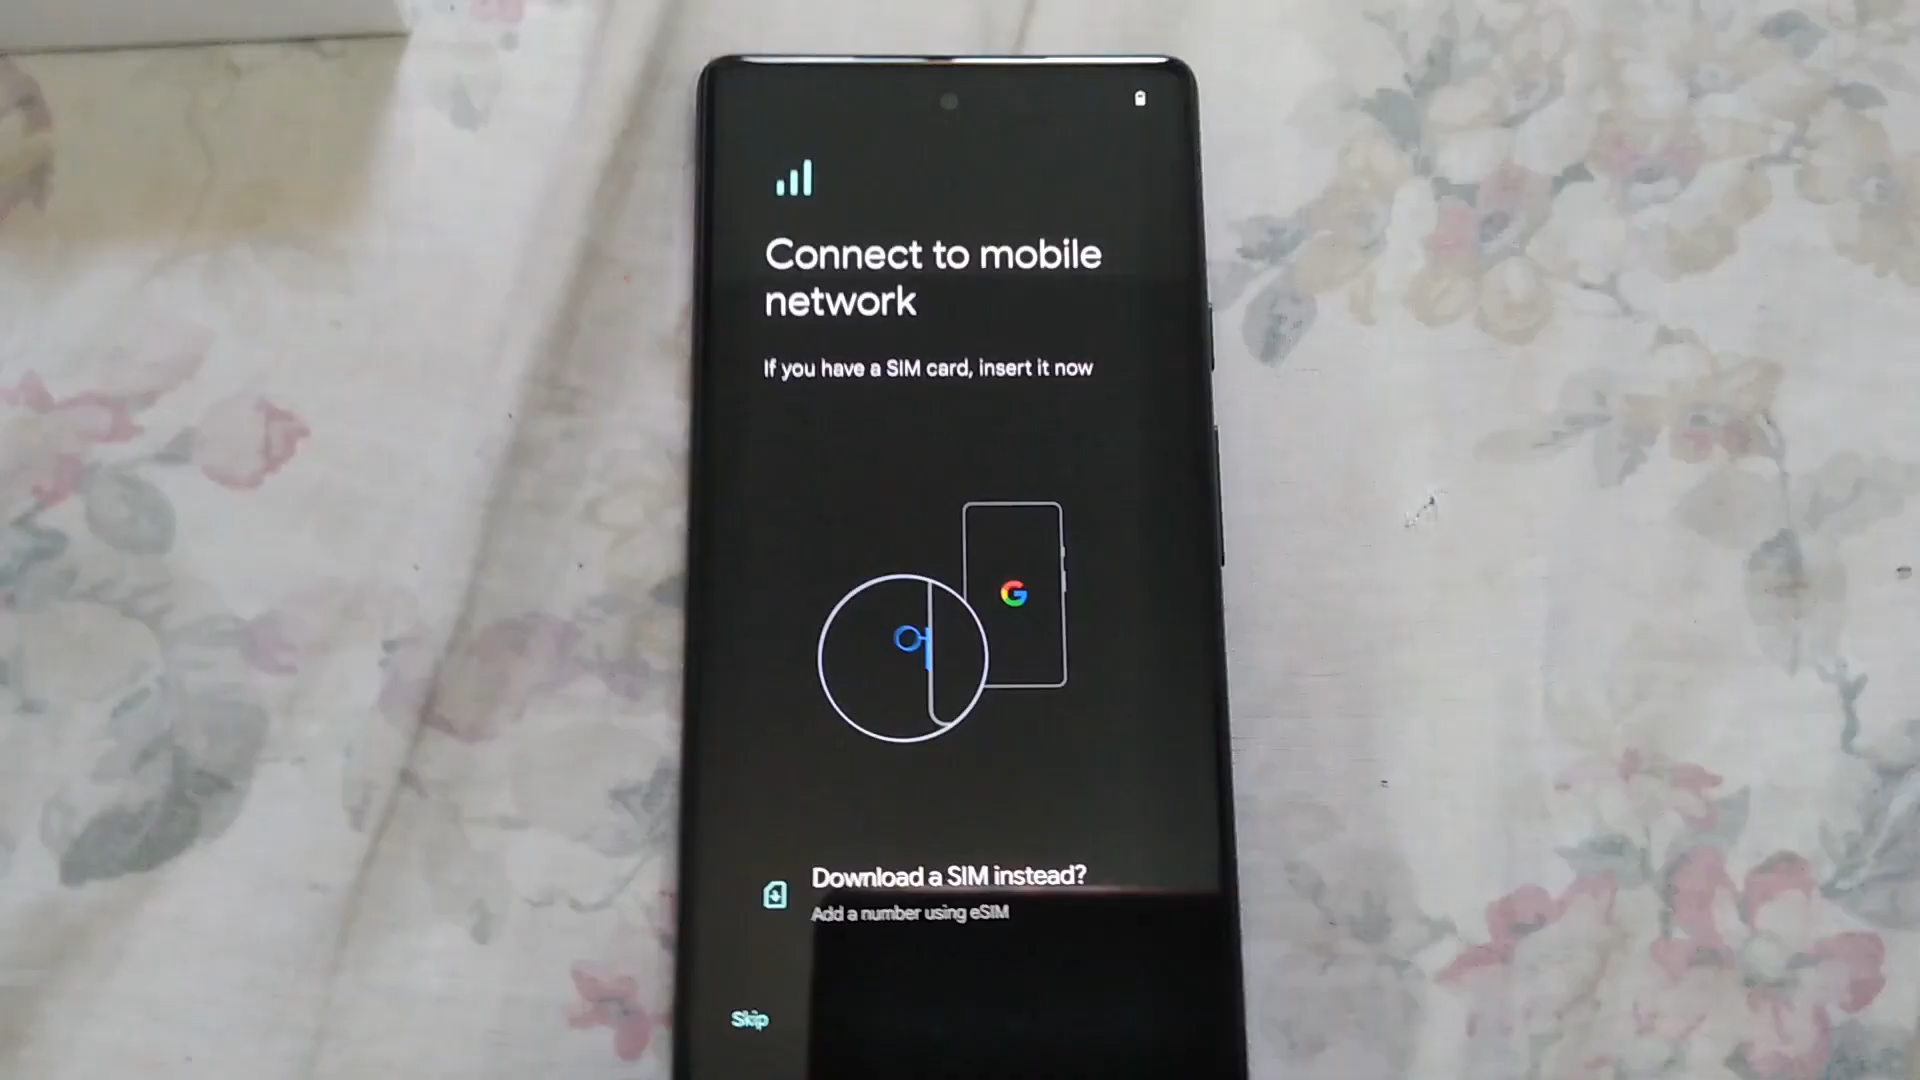 Connect to mobile
network
If you have a SIM card, insert it now
G
Download a SIM instead?
Add a number using eSIM
Skip